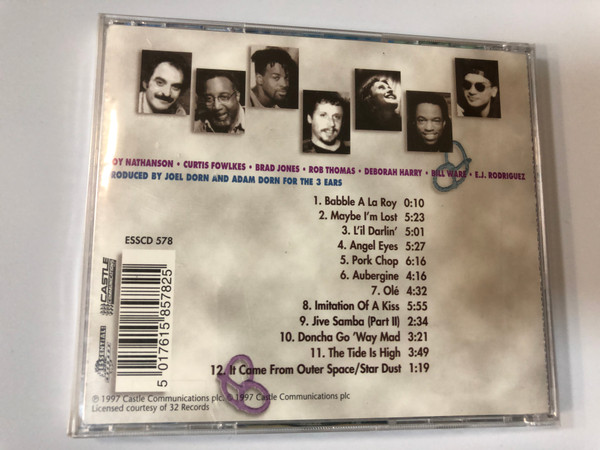 OY NATHANSON • CURTIS FOWLKES • BRAD JONES • ROB THOMAS • DEBORAH HARRY • BILL WARE • E.J. RODRIGUEZ
RODUCED BY JOEL DORN AND ADAM DORN FOR THE 3 EARS
1. Babble A La Roy 0:10
2. Maybe I'm Lost 5:23
3. L'il Darlin' 5:01
4. Angel Eyes 5:27
5. Pork Chop 6:16
6. Aubergine 4:16
7. Olé 4:32
8. Imitation Of A Kiss 5:55
9. Jive Samba (Part II) 2:34
10. Doncha Go 'Way Mad 3:21
11. The Tide Is High 3:49
12. It Came From Outer Space/Star Dust 1:19
ESSCD 578
CASTLE
5 017615 857825
℗ 1997 Castle Communications plc. © 1997 Castle Communications plc
Licensed courtesy of 32 Records